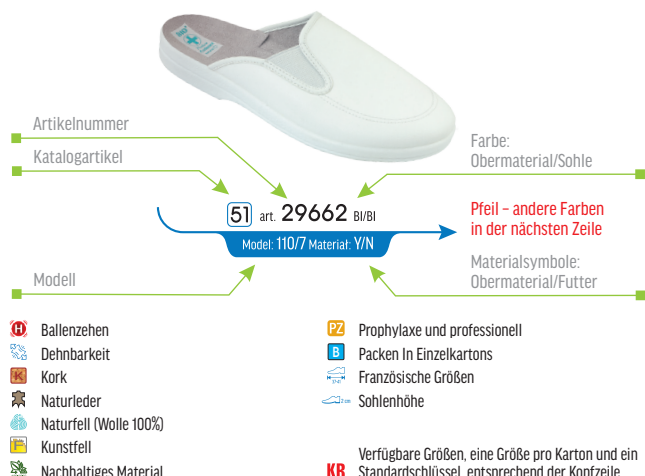 Artikelnummer
Katalogartikel
Farbe:
Obermaterial/Sohle
51 art. 29662 BI/BI
Model: 110/7 Materiał: Y/N
Pfeil – andere Farben
in der nächsten Zeile
Modell
Materialsymbole:
Obermaterial/Futter
H Ballenzehen
Dehnbarkeit
K Kork
Naturleder
Naturfell (Wolle 100%)
Kunstfell
Nachhaltiges Material
PZ Prophylaxe und professionell
B Packen In Einzelkartons
Französische Größen
2 cm Sohlenhöhe
Verfügbare Größen, eine Größe pro Karton und ein
KR Standardschlüssel, entsprechend der Kopfzeile